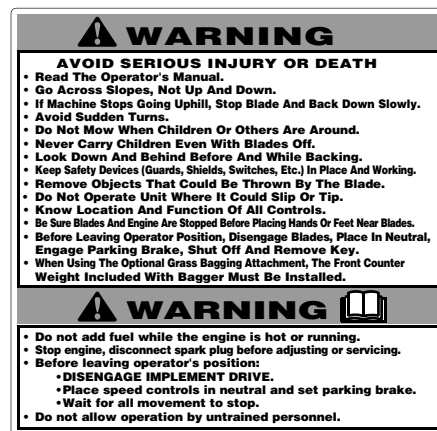 WARNING
AVOID SERIOUS INJURY OR DEATH
• Read The Operator's Manual.
• Go Across Slopes, Not Up And Down.
• If Machine Stops Going Uphill, Stop Blade And Back Down Slowly.
• Avoid Sudden Turns.
• Do Not Mow When Children Or Others Are Around.
• Never Carry Children Even With Blades Off.
• Look Down And Behind Before And While Backing.
• Keep Safety Devices (Guards, Shields, Switches, Etc.) In Place And Working.
• Remove Objects That Could Be Thrown By The Blade.
• Do Not Operate Unit Where It Could Slip Or Tip.
• Know Location And Function Of All Controls.
• Be Sure Blades And Engine Are Stopped Before Placing Hands Or Feet Near Blades.
• Before Leaving Operator Position, Disengage Blades, Place In Neutral,
Engage Parking Brake, Shut Off And Remove Key.
• When Using The Optional Grass Bagging Attachment, The Front Counter
Weight Included With Bagger Must Be Installed.
WARNING
• Do not add fuel while the engine is hot or running.
• Stop engine, disconnect spark plug before adjusting or servicing.
• Before leaving operator's position:
•DISENGAGE IMPLEMENT DRIVE.
•Place speed controls in neutral and set parking brake.
•Wait for all movement to stop.
• Do not allow operation by untrained personnel.